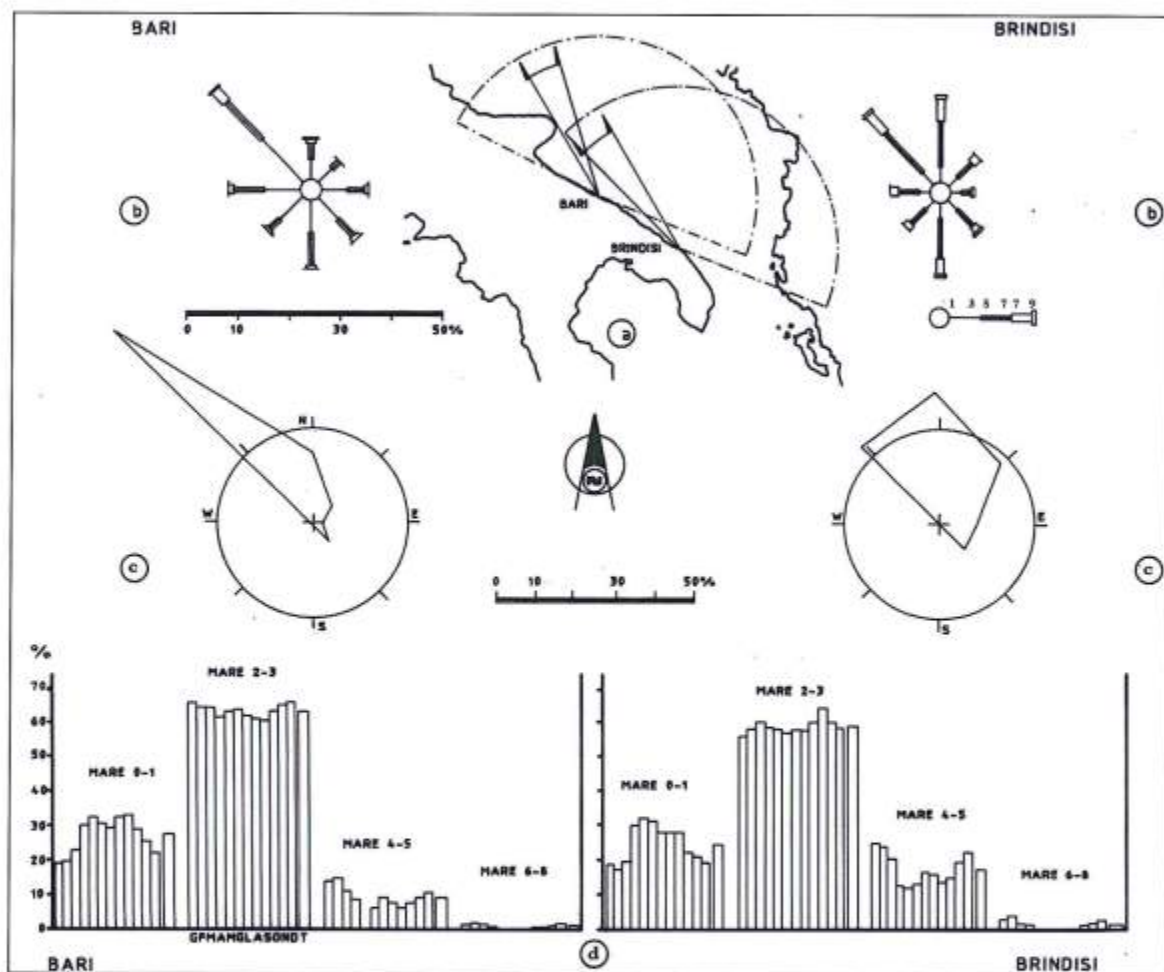 BARI
BRINDISI
b
BARI
BRINDISI
a
b
1 3 5 7 7 9
0 10 30 50%
N
W E
S
c
0 10 30 50%
W E
S
c
%
70
60
50
40
30
20
10
0
MARE 0-1
MARE 2-3
MARE 4-5
MARE 6-8
GFMAMGLASONDT
MARE 0-1
MARE 2-3
MARE 4-5
MARE 6-8
d
BARI
BRINDISI